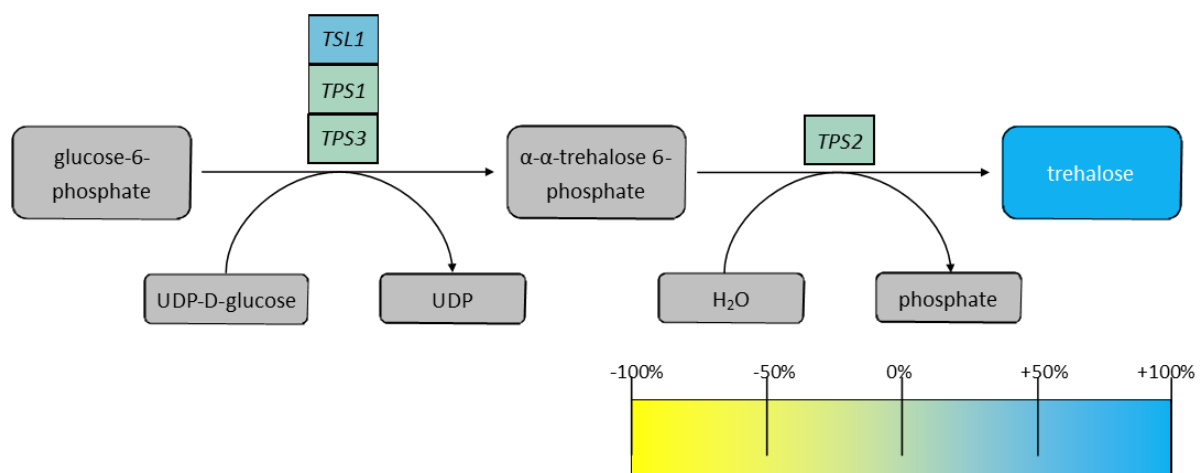 TSL1
TPS1
TPS3
TPS2
glucose-6-
phosphate
α-α-trehalose 6-
phosphate
trehalose
UDP-D-glucose
UDP
H₂O
phosphate
-100%
-50%
0%
+50%
+100%